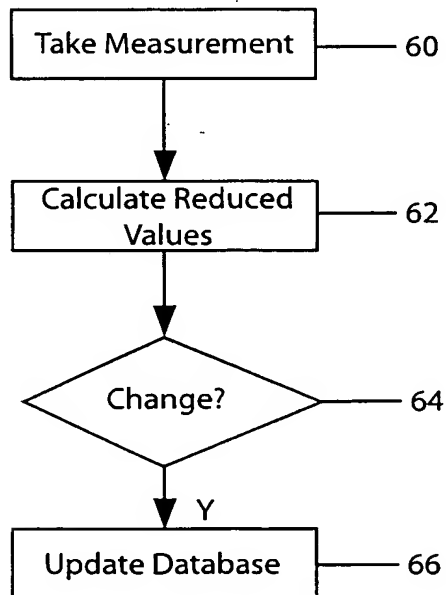 Take Measurement
60
Calculate Reduced
Values
62
Change?
64
Y
Update Database
66